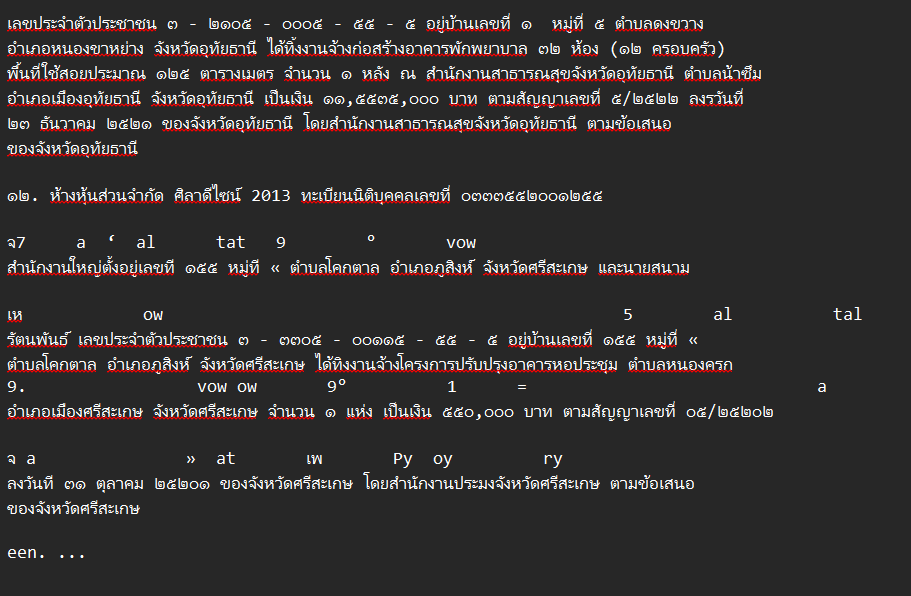 เลขประจำตัวประชาชน ๓ - ๒๑๐๕ - ๐๐๐๕ - ๕๕ - ๕ อยู่บ้านเลขที่ ๑  หมู่ที่ ๕ ตำบลดงขวาง
อำเภอหนองขาหย่าง จังหวัดอุทัยธานี ได้ทิ้งงานจ้างก่อสร้างอาคารพักพยาบาล ๓๒ ห้อง (๑๒ ครอบครัว)
พื้นที่ใช้สอยประมาณ ๑๒๕ ตารางเมตร จำนวน ๑ หลัง ณ สำนักงานสาธารณสุขจังหวัดอุทัยธานี ตำบลน้ำซึม
อำเภอเมืองอุทัยธานี จังหวัดอุทัยธานี เป็นเงิน ๑๑,๕๕๓๕,๐๐๐ บาท ตามสัญญาเลขที่ ๕/๒๕๒๒ ลงรวันที่
๒๓ ธันวาคม ๒๕๒๑ ของจังหวัดอุทัยธานี โดยสำนักงานสาธารณสุขจังหวัดอุทัยธานี ตามข้อเสนอ
ของจังหวัดอุทัยธานี
๑๒. ห้างหุ้นส่วนจำกัด ศิลาดีไซน์ 2013 ทะเบียนนิติบุคคลเลขที่ ๐๓๓๓๕๕๒๐๐๑๒๕๕
จ7 a ‘ al tat 9 ° vow
สำนักงานใหญ่ตั้งอยู่เลขที ๑๕๕ หมู่ที่ « ตำบลโคกตาล อำเภอภูสิงห์ จังหวัดศรีสะเกษ และนายสนาม
เห ow 5 al tal
รัตนพันธ์ เลขประจำตัวประชาชน ๓ - ๓๓๐๕ - ๐๐๑๑๕ - ๕๕ - ๕ อยู่บ้านเลขที่ ๑๕๕ หมู่ที่ «
ตำบลโคกตาล อำเภอภูสิงห์ จังหวัดศรีสะเกษ ได้ทิงงานจ้างโครงการปรับปรุงอาคารหอประชุม ตำบลหนองครก
9. vow ow 9° 1 = a
อำเภอเมืองศรีสะเกษ จังหวัดศรีสะเกษ จำนวน ๑ แห่ง เป็นเงิน ๕๕๐,๐๐๐ บาท ตามสัญญาเลขที่ ๐๕/๒๕๒๐๒
จ a » at เพ Py oy ry
ลงวันที ๓๑ ตุลาคม ๒๕๒๐๑ ของจังหวัดศรีสะเกษ โดยสำนักงานประมงจังหวัดศรีสะเกษ ตามข้อเสนอ
ของจังหวัดศรีสะเกษ
een. ...